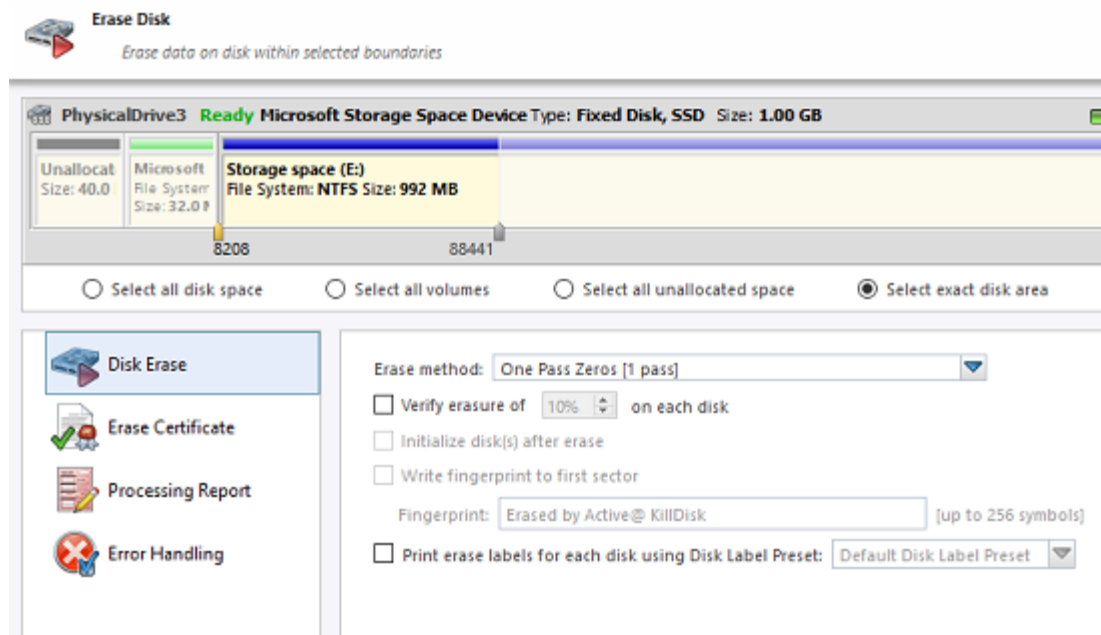 Erase Disk
Erase data on disk within selected boundaries
PhysicalDrive3 Ready Microsoft Storage Space Device Type: Fixed Disk, SSD Size: 1.00 GB
Unallocat Microsoft Storage space (E:)
Size: 40.0 File System File System: NTFS Size: 992 MB
Size: 32.0
8208 88441
Select all disk space Select all volumes Select all unallocated space Select exact disk area
Disk Erase
Erase Certificate
Processing Report
Error Handling
Erase method: One Pass Zeros [1 pass]
Verify erasure of 10% on each disk
Initialize disk(s) after erase
Write fingerprint to first sector
Fingerprint: Erased by Active@ KillDisk [up to 256 symbols]
Print erase labels for each disk using Disk Label Preset: Default Disk Label Preset